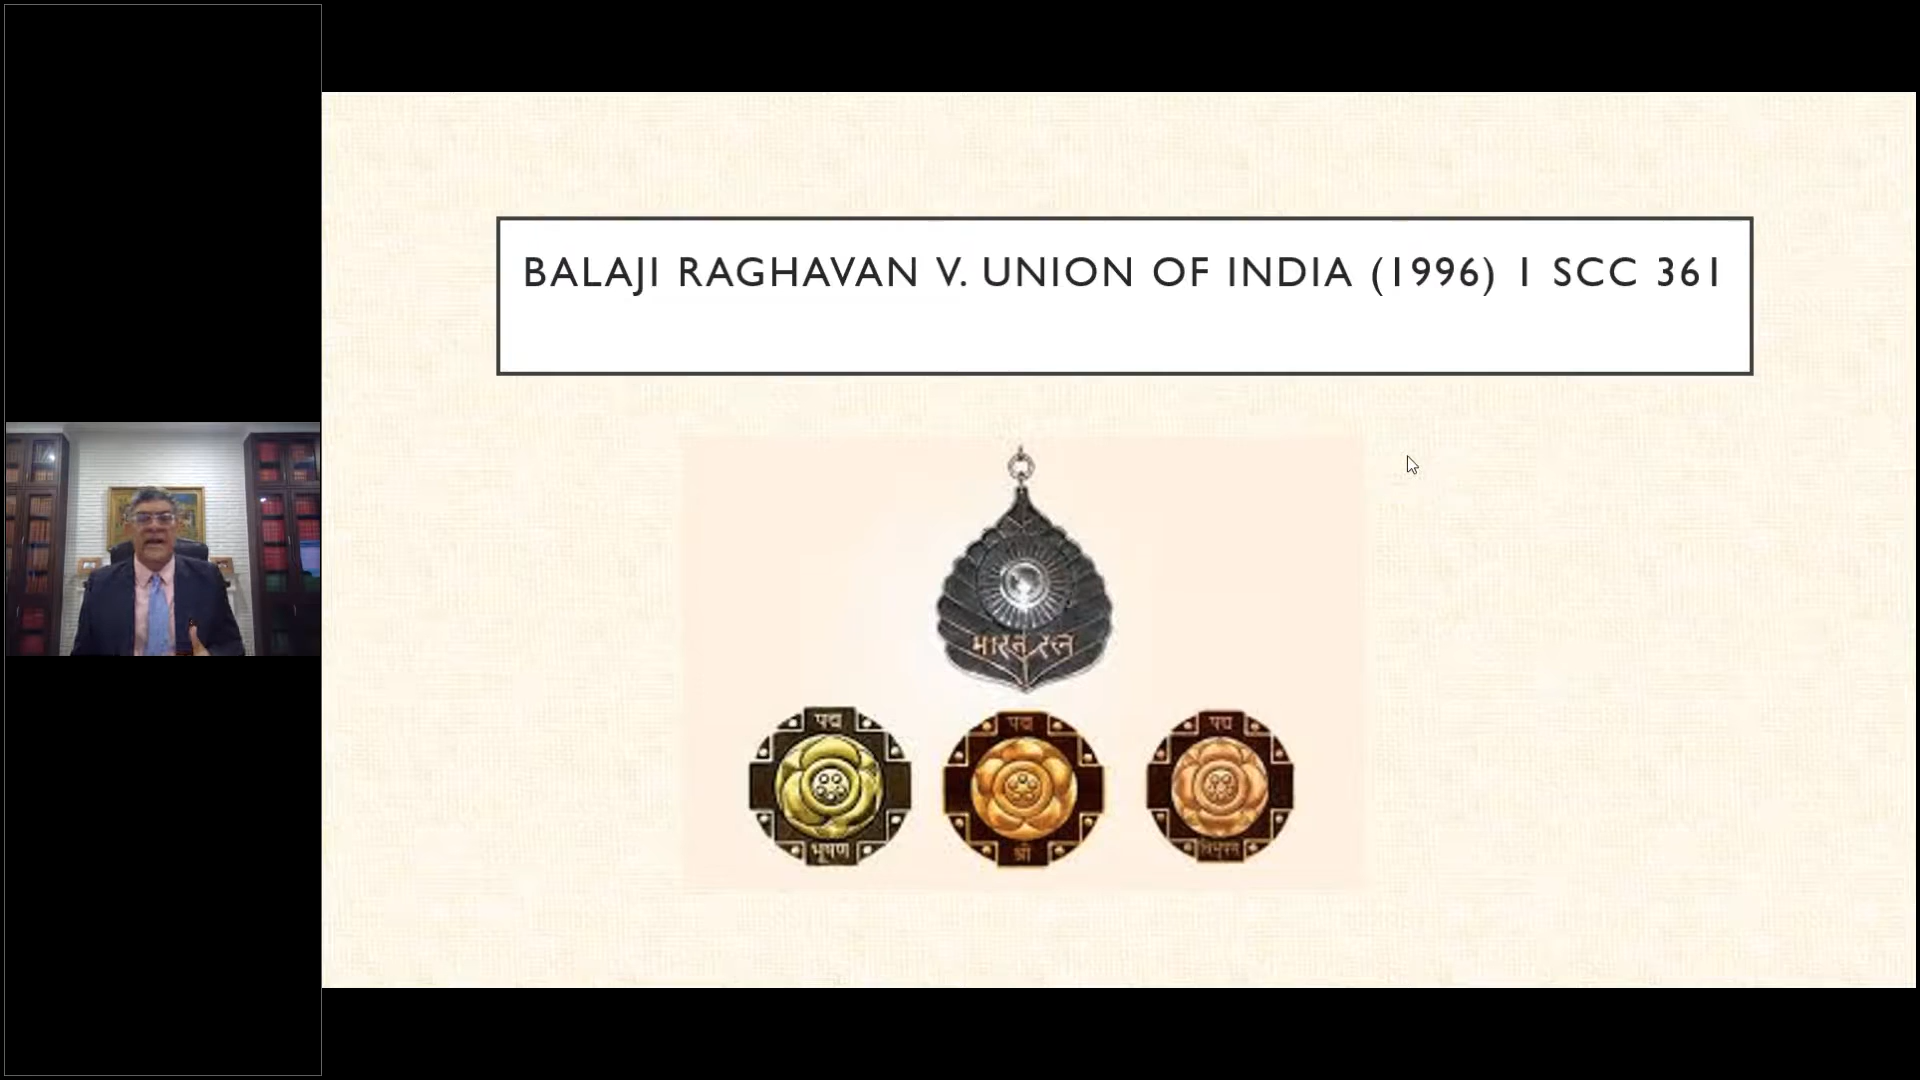 BALAJI RAGHAVAN V. UNION OF INDIA (1996) 1 SCC 361
भारत रत्न
पद्म
पद्म
पद्म
भूषण
श्री
विभूषण